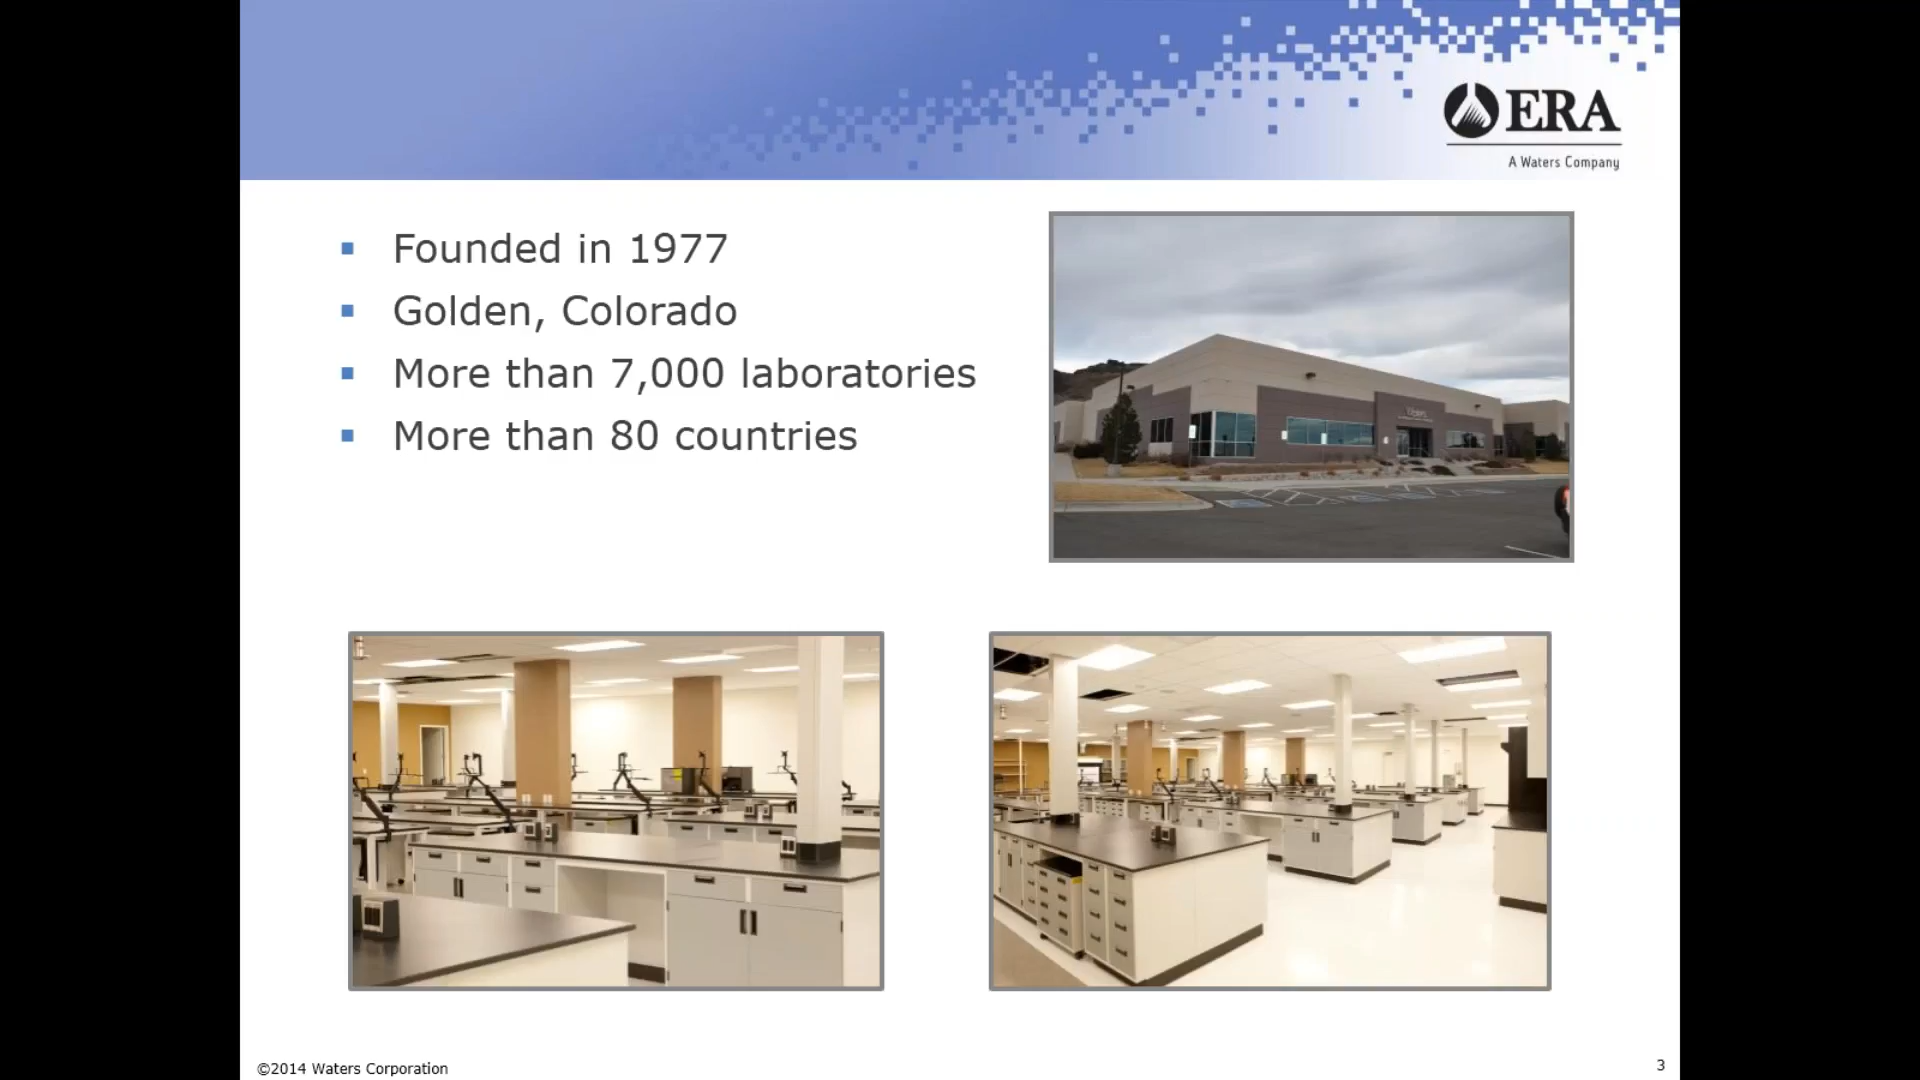 ERA
A Waters Company
Founded in 1977
Golden, Colorado
More than 7,000 laboratories
More than 80 countries
©2014 Waters Corporation
3